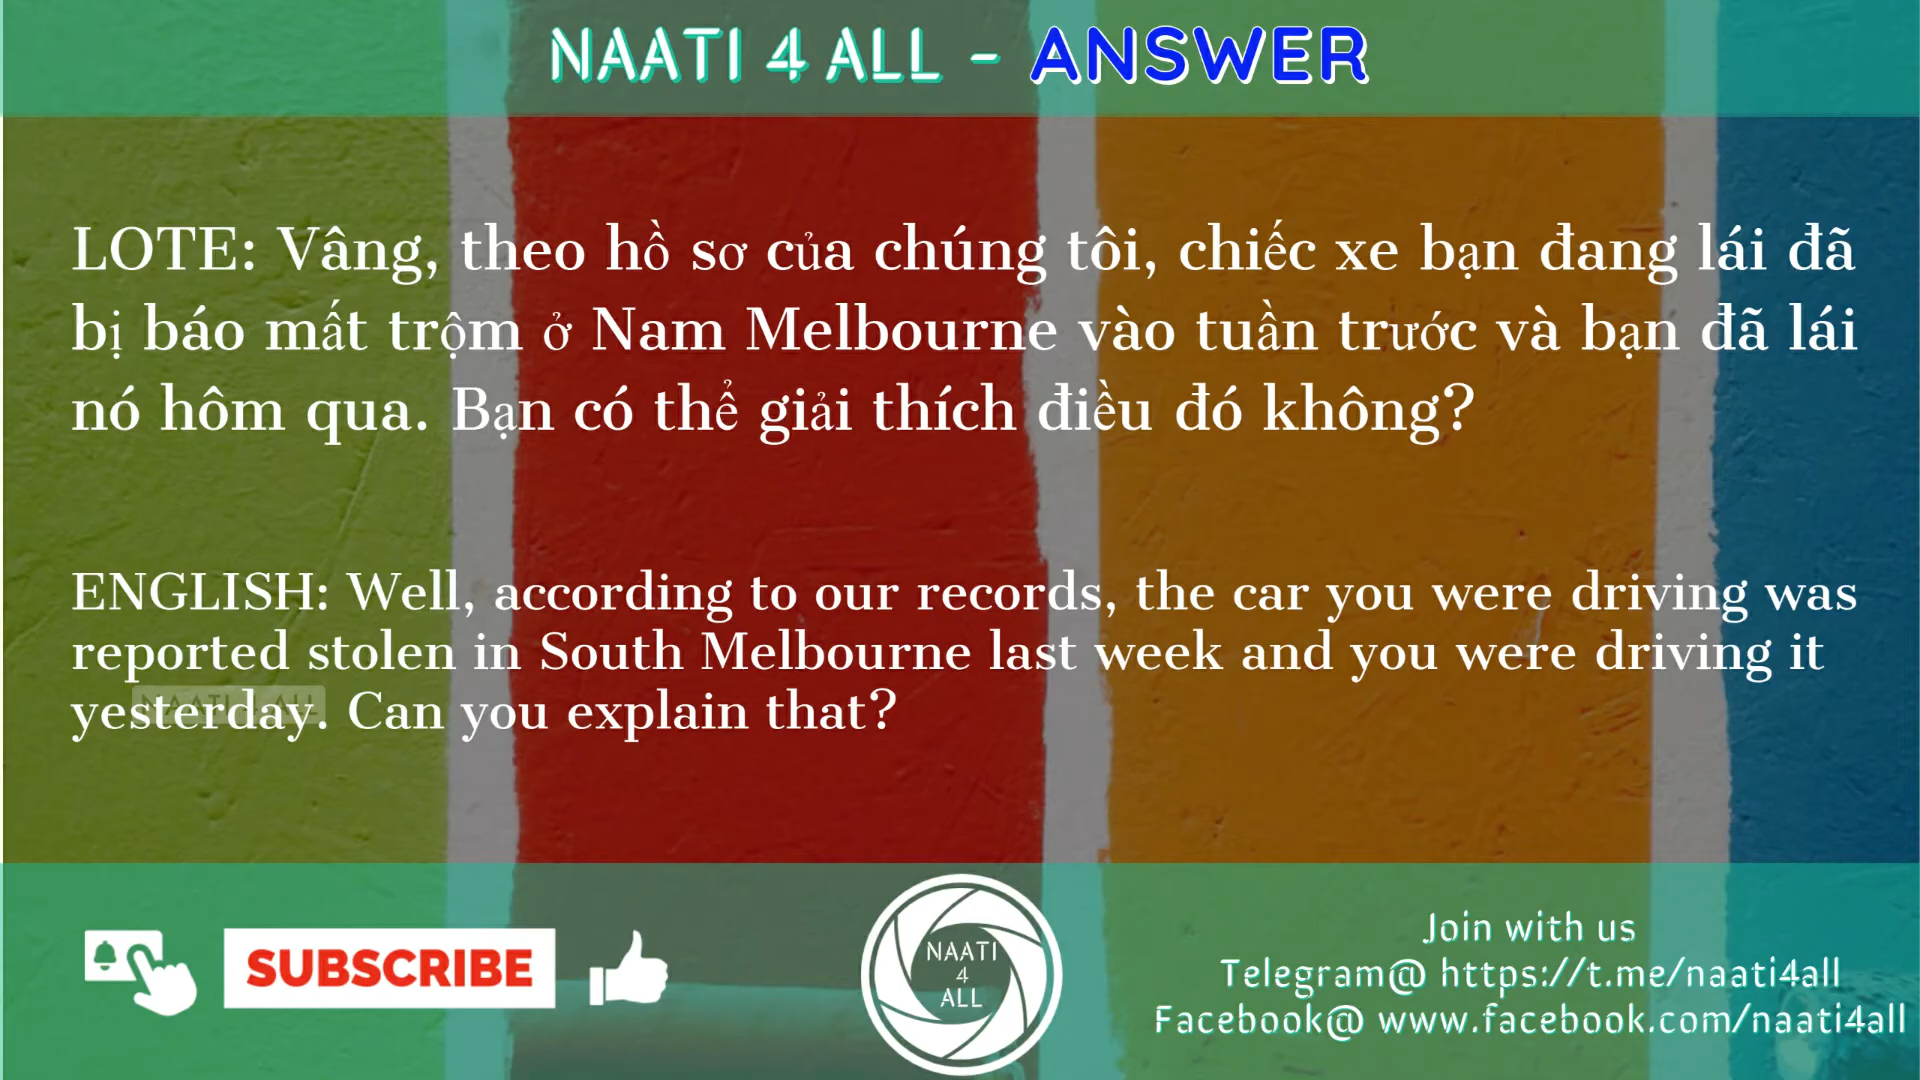 NAATI 4 ALL - ANSWER
LOTE: Vâng, theo hồ sơ của chúng tôi, chiếc xe bạn đang lái đã
bị báo mất trộm ở Nam Melbourne vào tuần trước và bạn đã lái
nó hôm qua. Bạn có thể giải thích điều đó không?
ENGLISH: Well, according to our records, the car you were driving was
reported stolen in South Melbourne last week and you were driving it
yesterday. Can you explain that?
NAATI 4 ALL
SUBSCRIBE
NAATI
4
ALL
Join with us
Telegram@ https://t.me/naati4all
Facebook@ www.facebook.com/naati4all